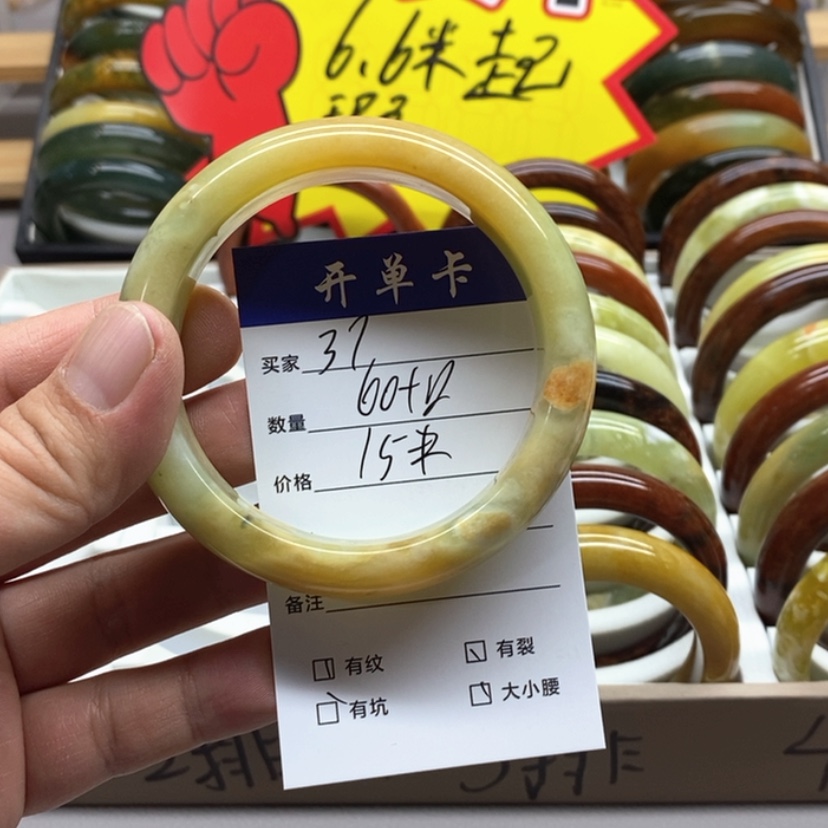 6.6米起
开单卡
买家 37
数量 60+12
价格 15米
备注
有纹 有裂
有坑 大小腰